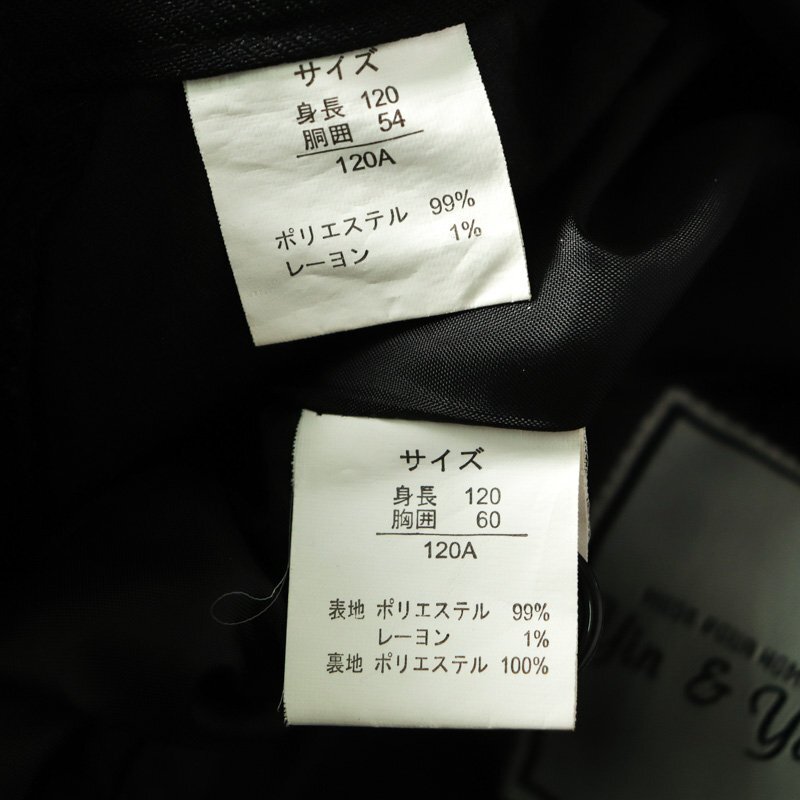 サイズ
身長 120
胴囲 54
120A
ポリエステル 99%
レーヨン 1%
サイズ
身長 120
胸囲 60
120A
表地 ポリエステル 99%
レーヨン 1%
裏地 ポリエステル 100%
&